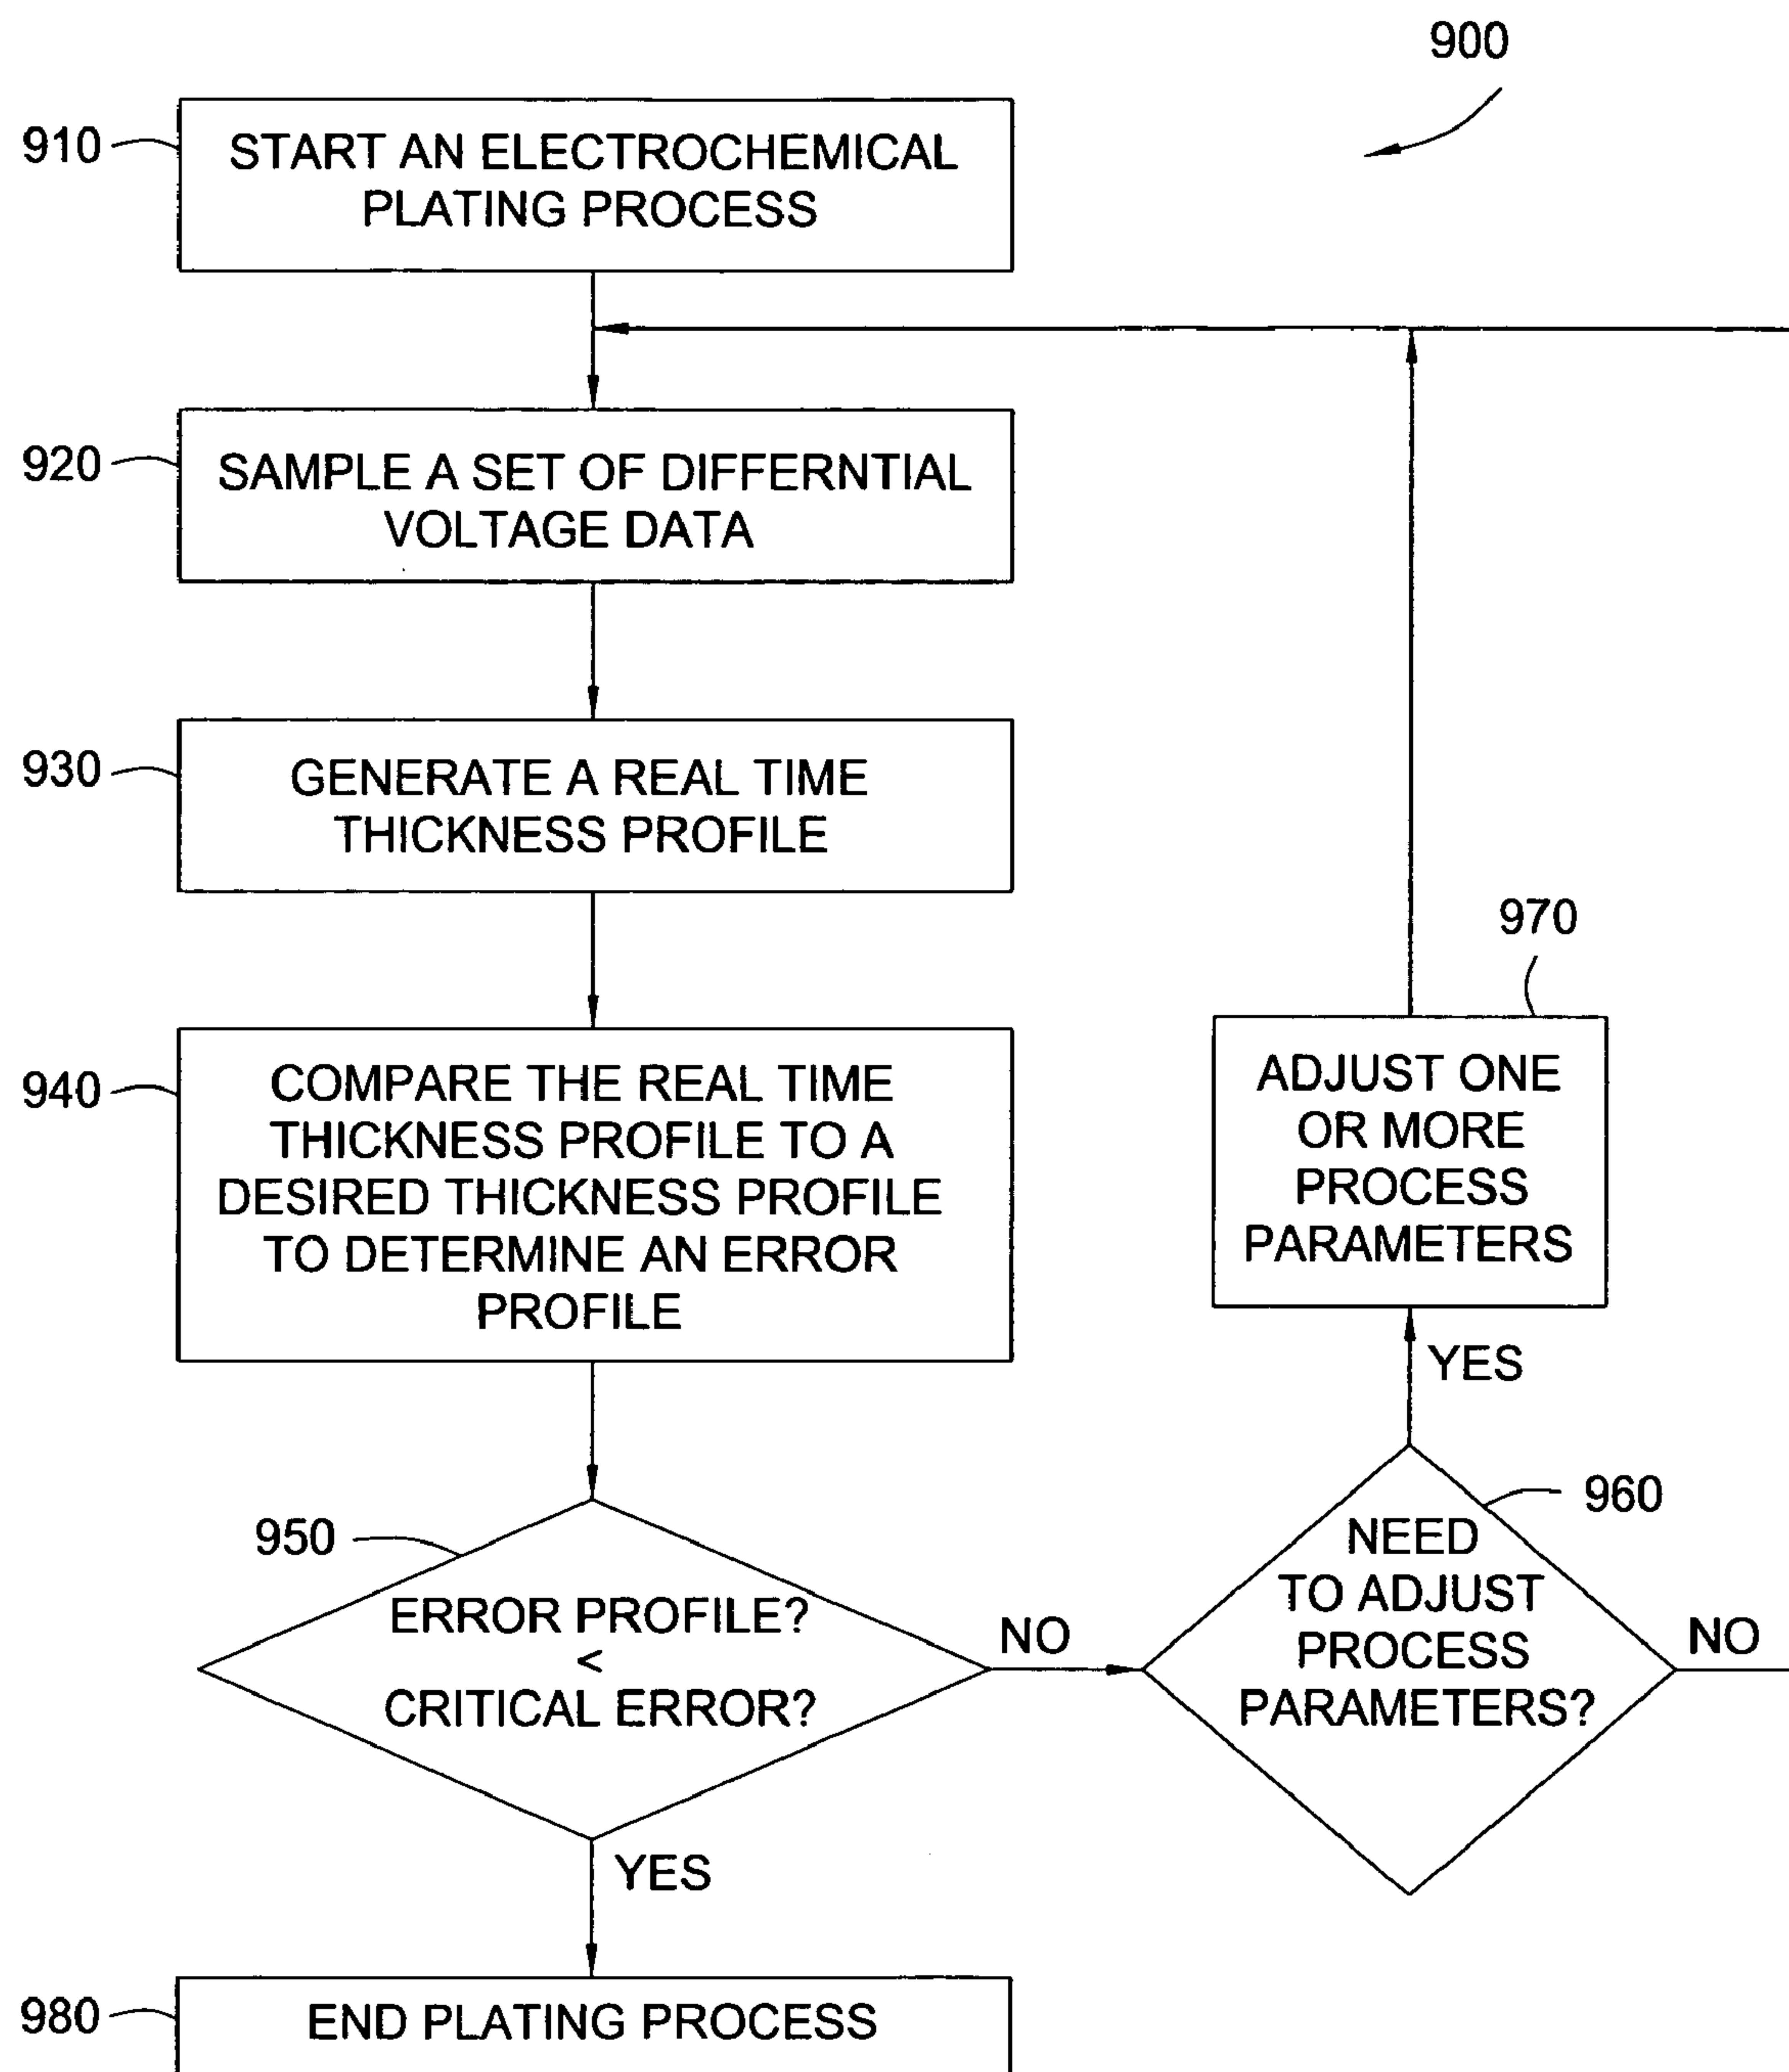 900
910
START AN ELECTROCHEMICAL
PLATING PROCESS
920
SAMPLE A SET OF DIFFERNTIAL
VOLTAGE DATA
930
GENERATE A REAL TIME
THICKNESS PROFILE
940
COMPARE THE REAL TIME
THICKNESS PROFILE TO A
DESIRED THICKNESS PROFILE
TO DETERMINE AN ERROR
PROFILE
970
ADJUST ONE
OR MORE
PROCESS
PARAMETERS
YES
950
ERROR PROFILE?
<
CRITICAL ERROR?
NO
960
NEED
TO ADJUST
PROCESS
PARAMETERS?
NO
YES
980
END PLATING PROCESS